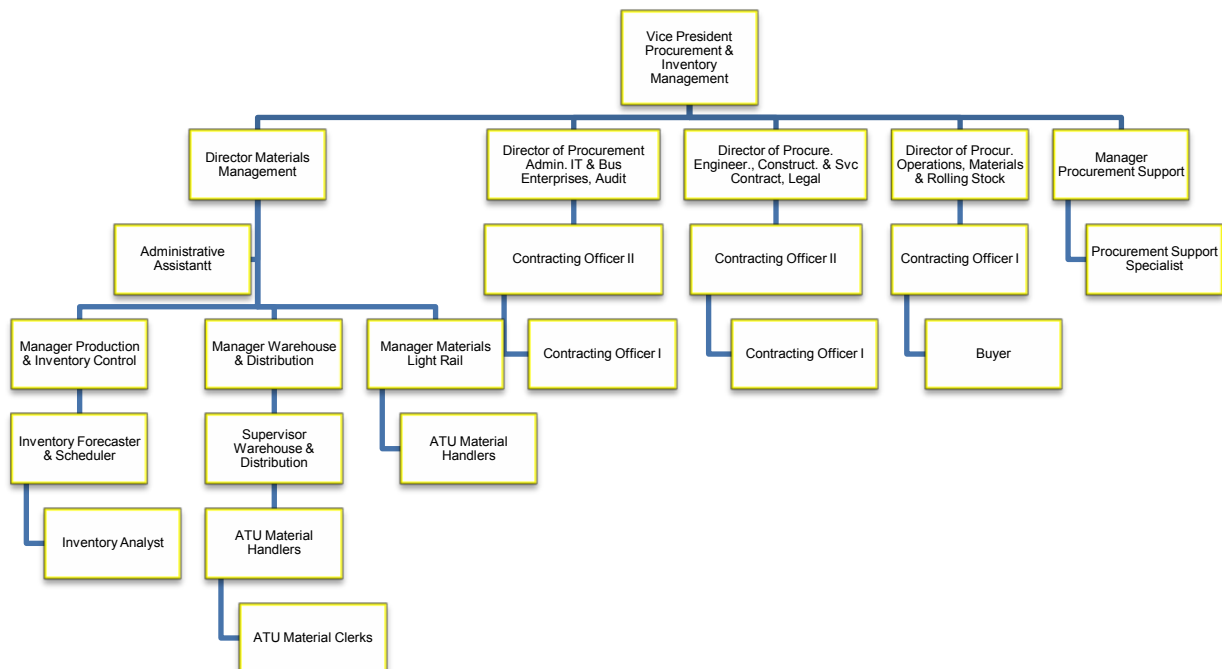 Vice President
Procurement &
Inventory
Management
Director Materials
Management
Director of Procurement
Admin. IT & Bus
Enterprises, Audit
Director of Procure.
Engineer., Construct. & Svc
Contract, Legal
Director of Procur.
Operations, Materials
& Rolling Stock
Manager
Procurement Support
Administrative
Assistantt
Contracting Officer II
Contracting Officer II
Contracting Officer I
Procurement Support
Specialist
Manager Production
& Inventory Control
Manager Warehouse
& Distribution
Manager Materials
Light Rail
Contracting Officer I
Contracting Officer I
Buyer
Inventory Forecaster
& Scheduler
Supervisor
Warehouse &
Distribution
ATU Material
Handlers
Inventory Analyst
ATU Material
Handlers
ATU Material Clerks